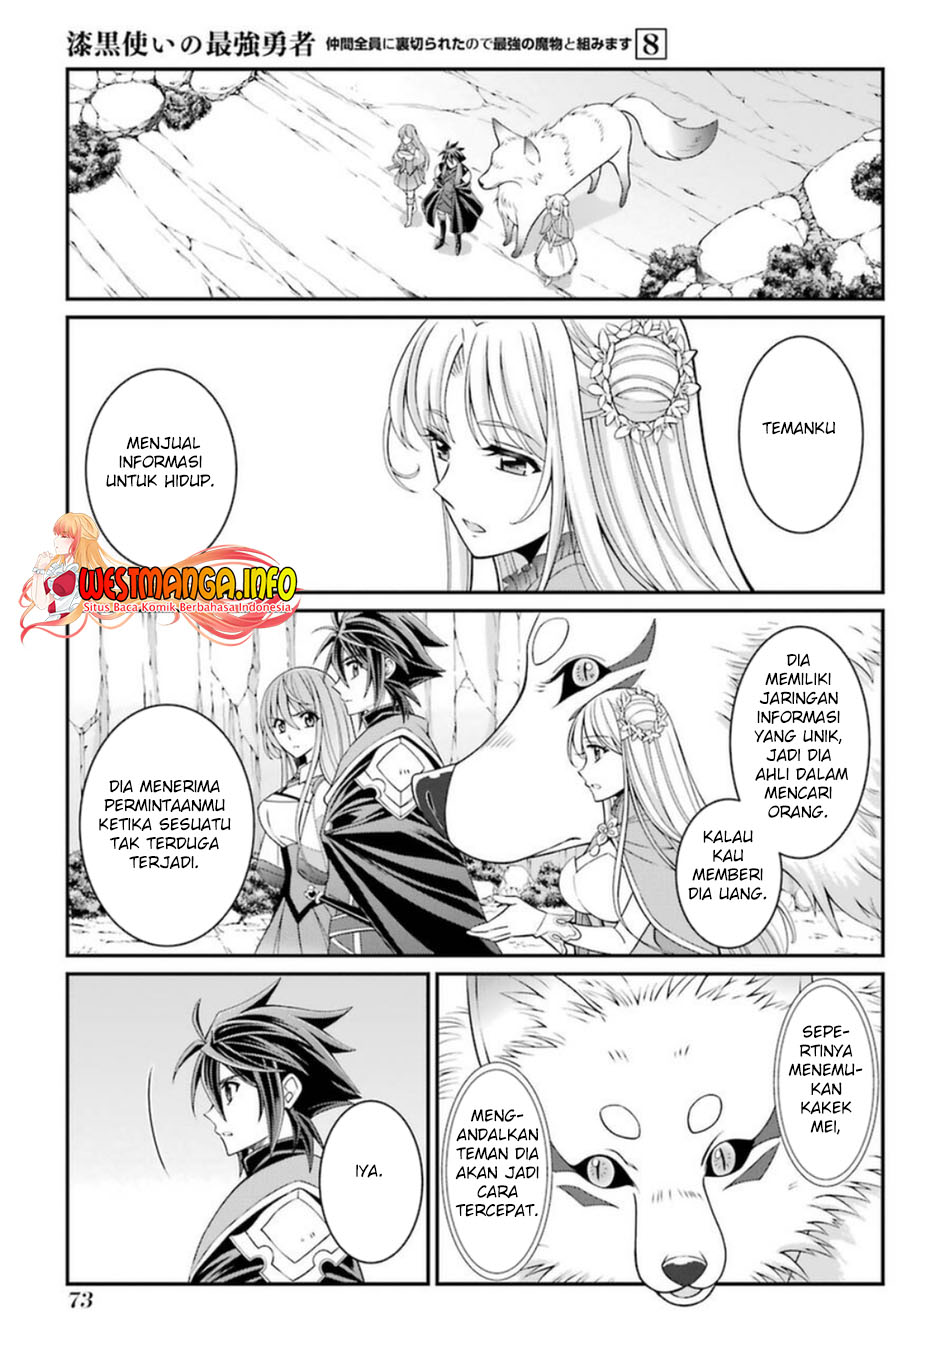 漆黒使いの最強勇者 仲間全員に裏切られたので最強の魔物と組みます 8
TEMANKU
MENJUAL
INFORMASI
UNTUK HIDUP.
WESTMANGA.INFO
Situs Baca Komik Berbahasa Indonesia
DIA
MEMILIKI
JARINGAN
INFORMASI
YANG UNIK,
JADI DIA
AHLI DALAM
MENCARI
ORANG.
KALAU
KAU
MEMBERI
DIA UANG.
DIA MENERIMA
PERMINTAANMU
KETIKA SESUATU
TAK TERDUGA
TERJADI.
SEPE-
RTINYA
MENEMU-
KAN KAKEK
MEI,
MENG-
ANDALKAN
TEMAN DIA
AKAN JADI
CARA
TERCEPAT.
IYA.
73